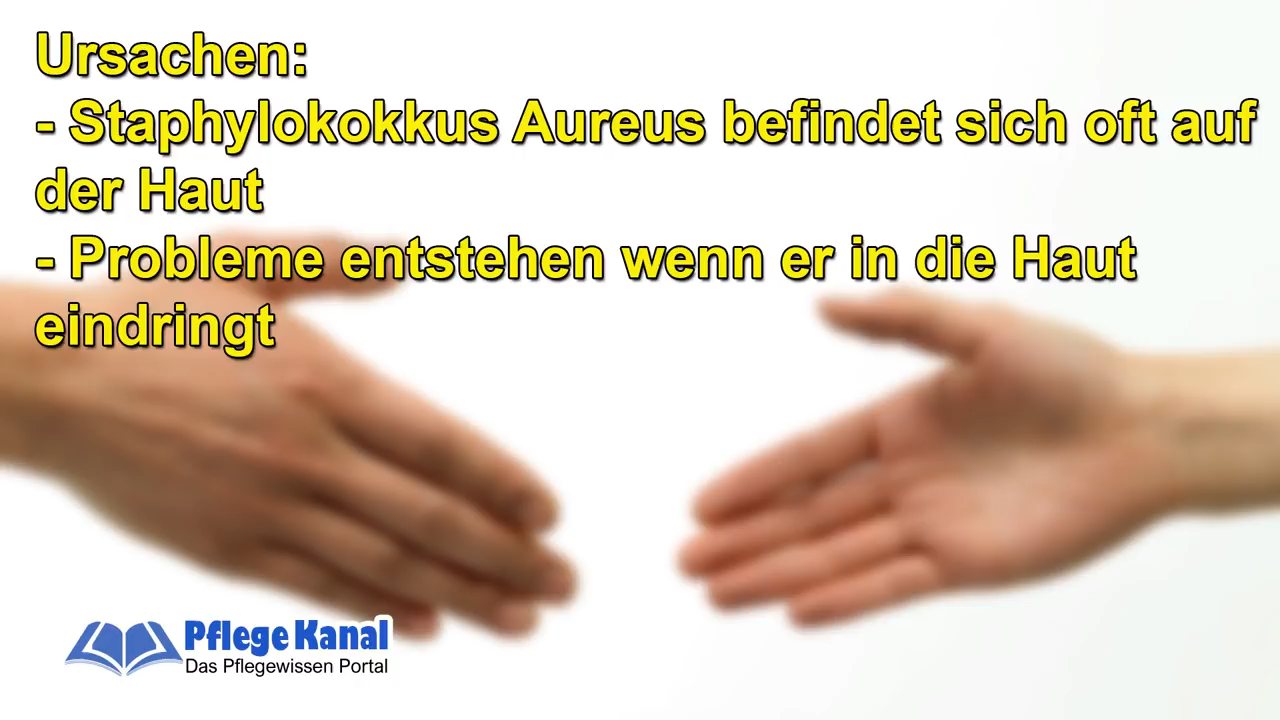 Ursachen:
- Staphylokokkus Aureus befindet sich oft auf
der Haut
- Probleme entstehen wenn er in die Haut
eindringt
Pflege Kanal
Das Pflegewissen Portal